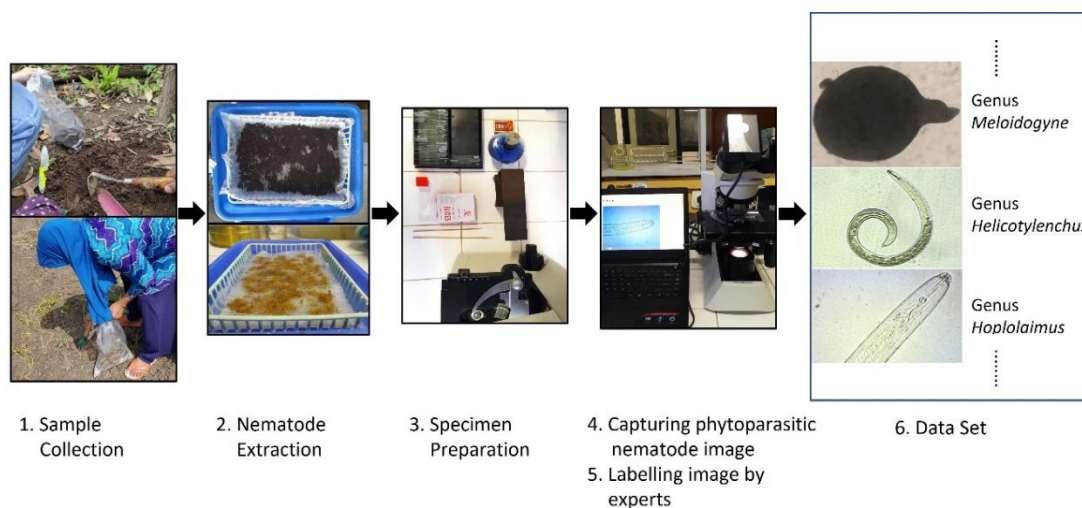 Genus
Meloidogyne
Genus
Helicotylenchus
Genus
Hoplolaimus
1. Sample
Collection
2. Nematode
Extraction
3. Specimen
Preparation
4. Capturing phytoparasitic
nematode image
5. Labelling image by
experts
6. Data Set